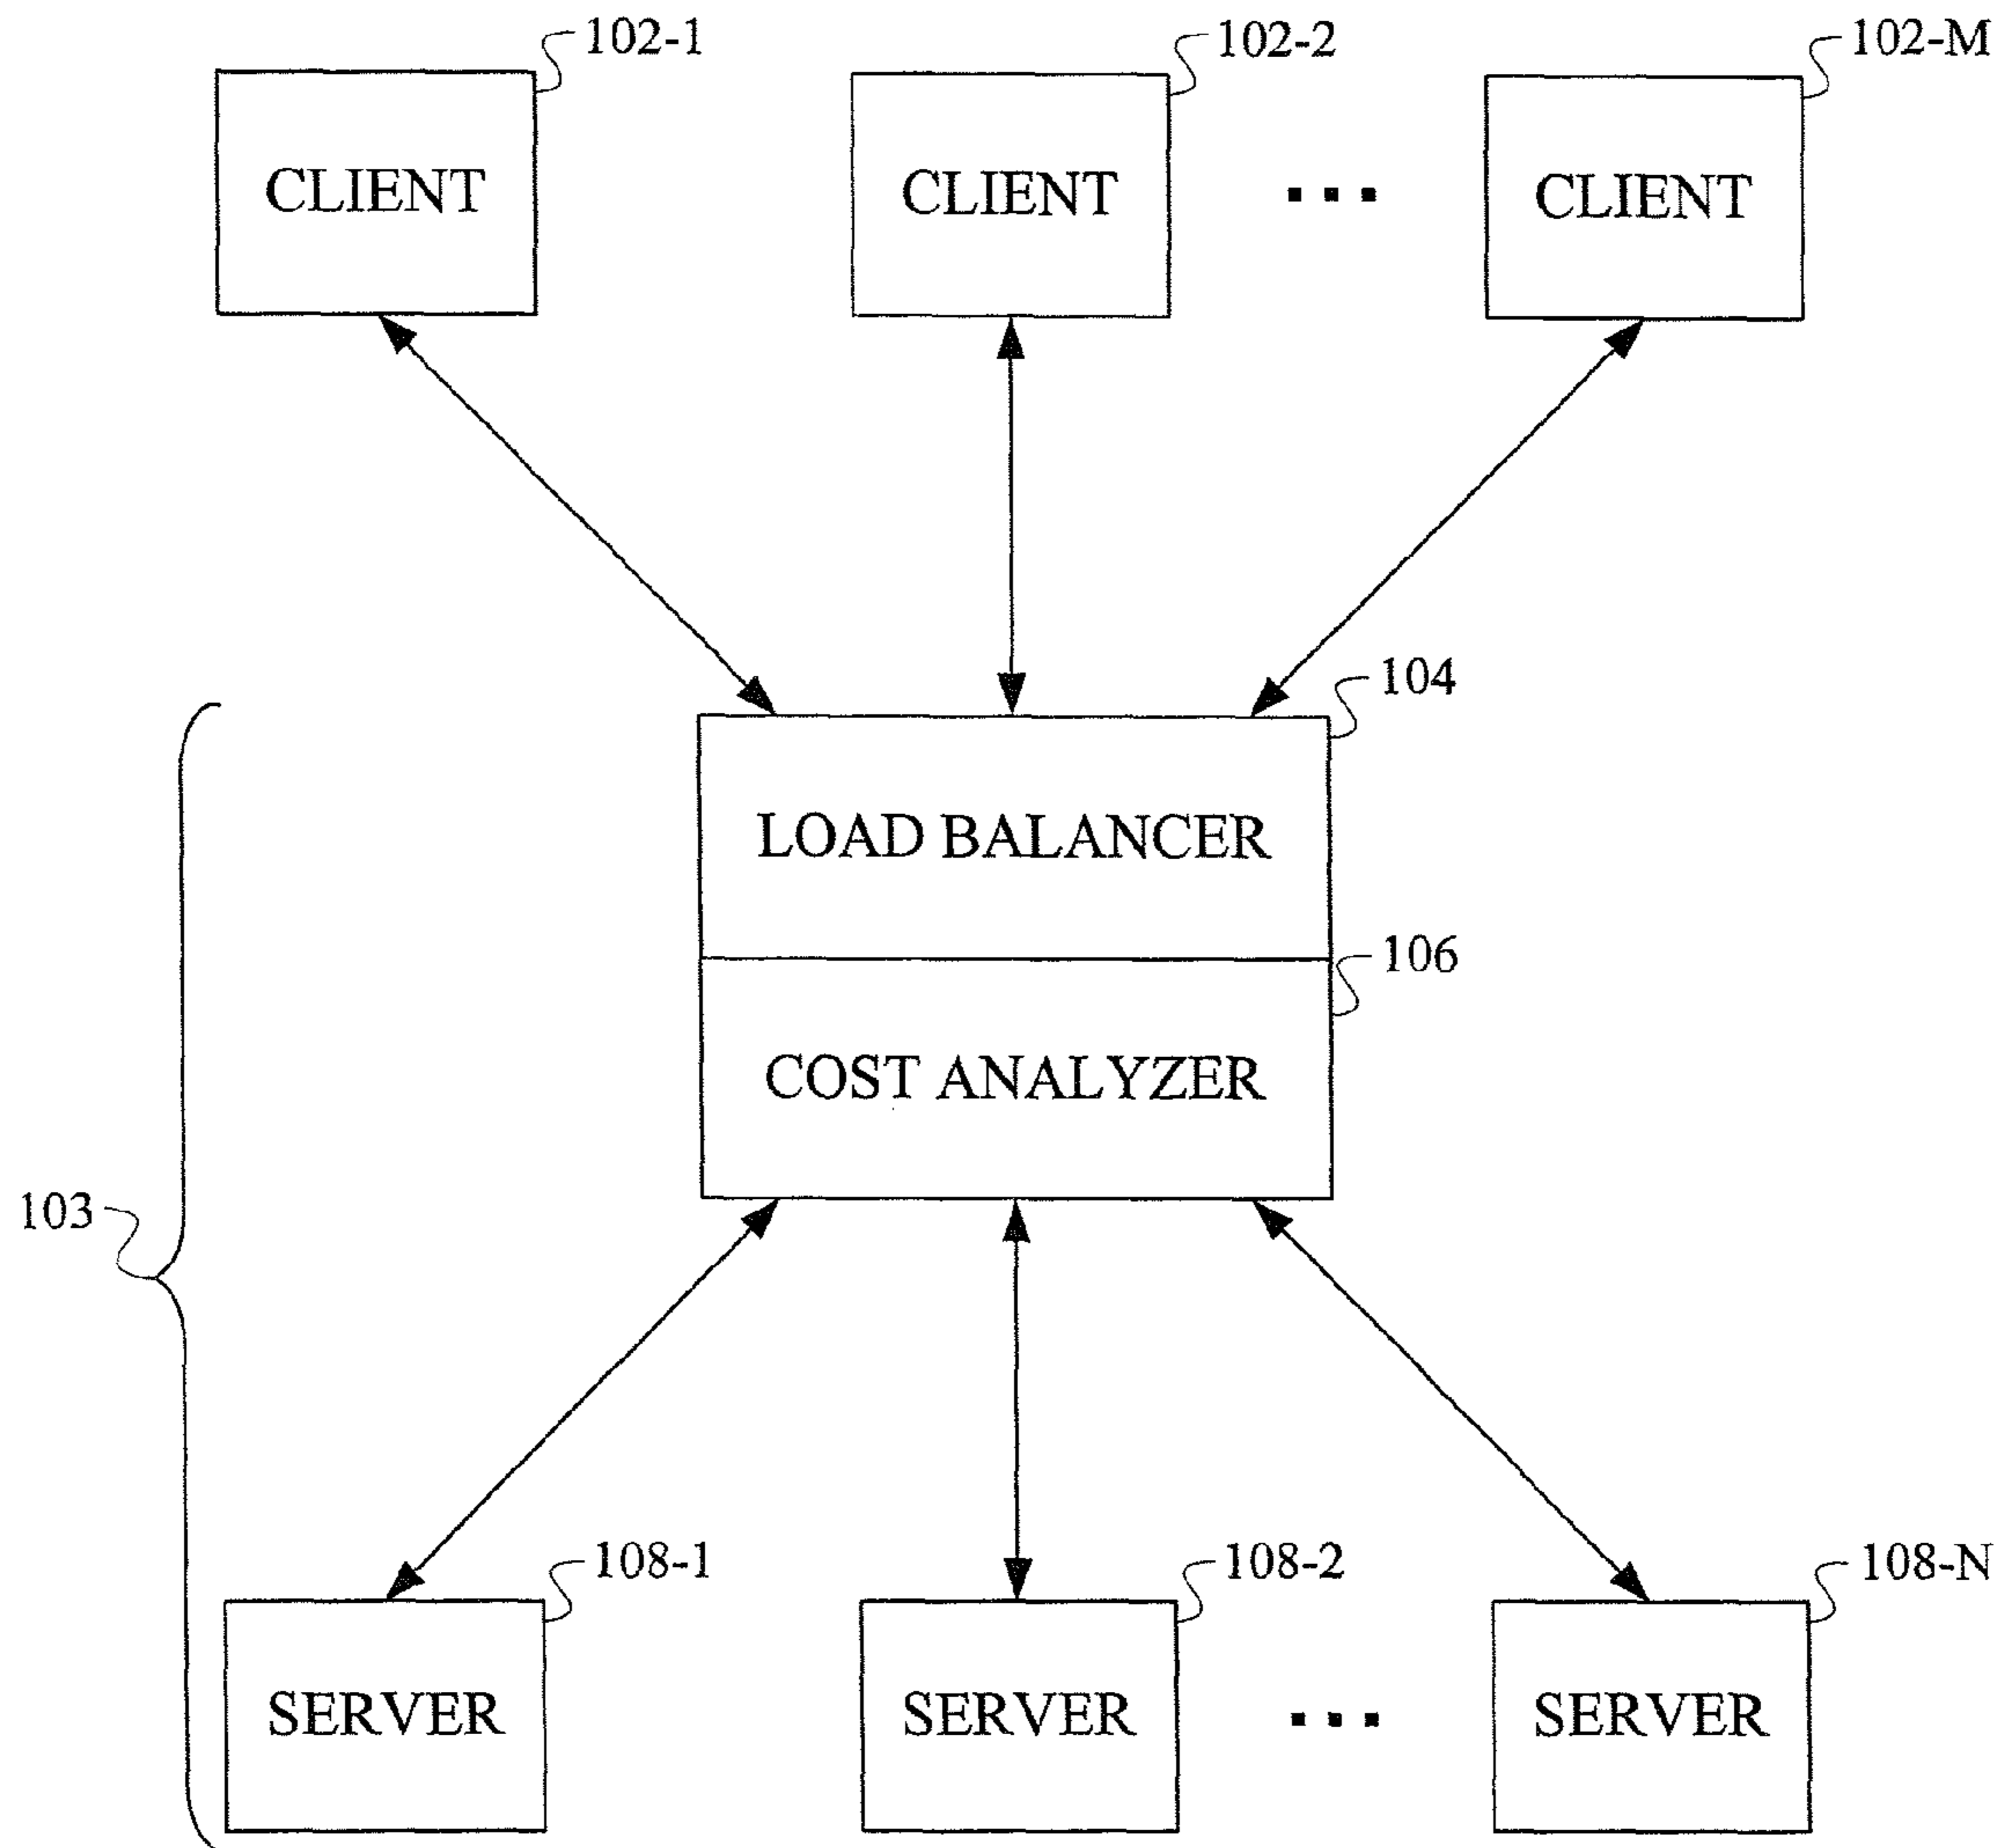 102-1
102-2
102-M
CLIENT
CLIENT
...
CLIENT
104
LOAD BALANCER
106
COST ANALYZER
103
108-1
108-2
108-N
SERVER
SERVER
...
SERVER